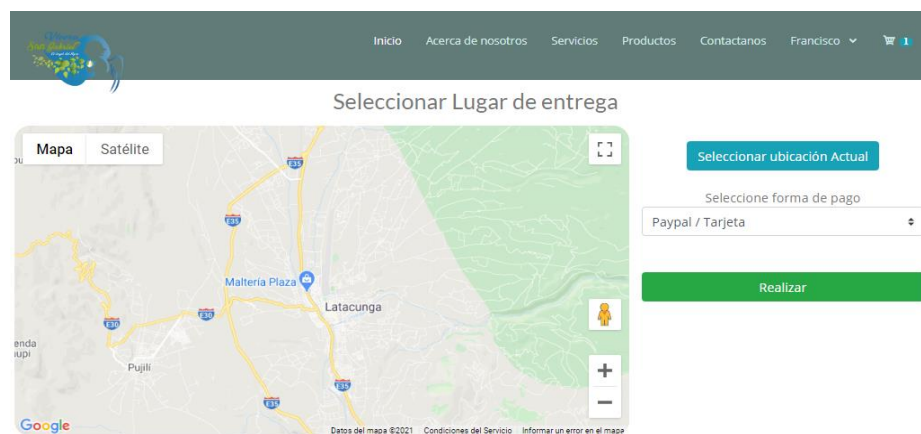 Inicio Acerca de nosotros Servicios Productos Contactanos Francisco 1
Seleccionar Lugar de entrega
Mapa Satélite
Seleccionar ubicación Actual
Seleccione forma de pago
Paypal / Tarjeta
Realizar
E35
E35
Maltería Plaza
Latacunga
E30
E30
Pujilí
E35
E35
Google
Datos del mapa ©2021 Condiciones del Servicio Informar un error en el mapa